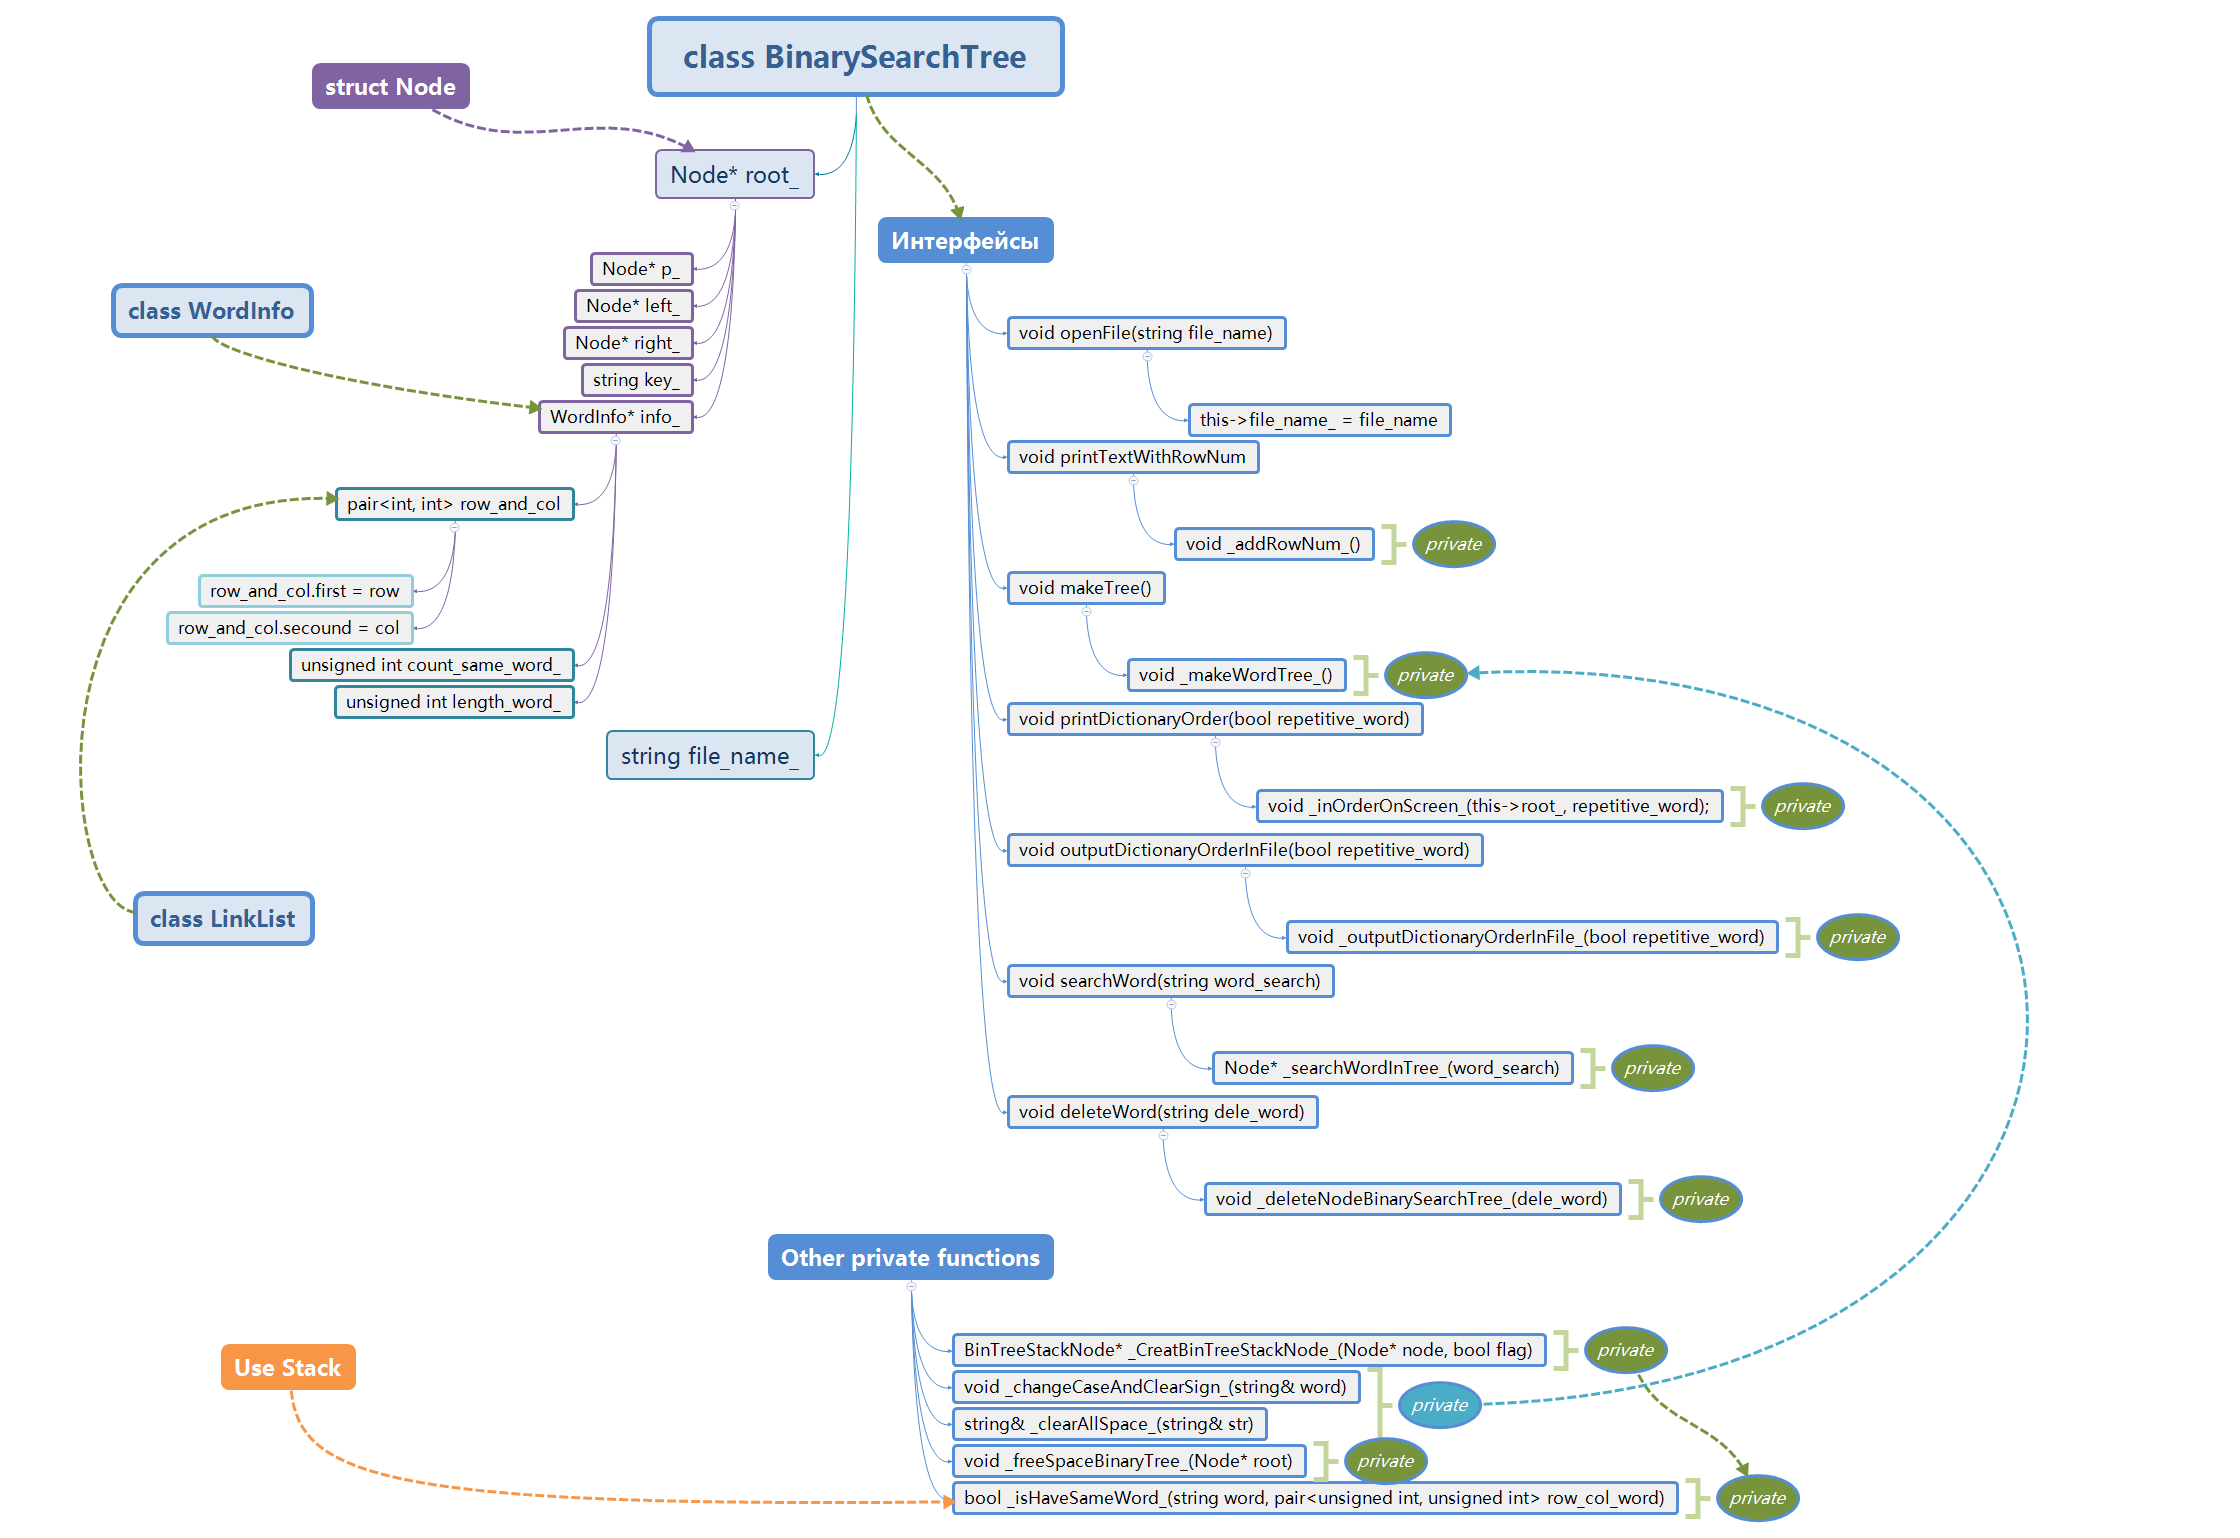 class BinarySearchTree
struct Node
Node* root_
Node* p_
Node* left_
Node* right_
string key_
class WordInfo
WordInfo* info_
pair<int, int> row_and_col
row_and_col.first = row
row_and_col.secound = col
unsigned int count_same_word_
unsigned int length_word_
string file_name_
class LinkList
Интерфейсы
void openFile(string file_name)
this->file_name_ = file_name
void printTextWithRowNum
void _addRowNum_()
private
void makeTree()
void _makeWordTree_()
private
void printDictionaryOrder(bool repetitive_word)
void _inOrderOnScreen_(this->root_, repetitive_word);
private
void outputDictionaryOrderInFile(bool repetitive_word)
void _outputDictionaryOrderInFile_(bool repetitive_word)
private
void searchWord(string word_search)
Node* _searchWordInTree_(word_search)
private
void deleteWord(string dele_word)
void _deleteNodeBinarySearchTree_(dele_word)
private
Other private functions
BinTreeStackNode* _CreatBinTreeStackNode_(Node* node, bool flag)
private
void _changeCaseAndClearSign_(string& word)
private
string& _clearAllSpace_(string& str)
void _freeSpaceBinaryTree_(Node* root)
private
Use Stack
bool _isHaveSameWord_(string word, pair<unsigned int, unsigned int> row_col_word)
private